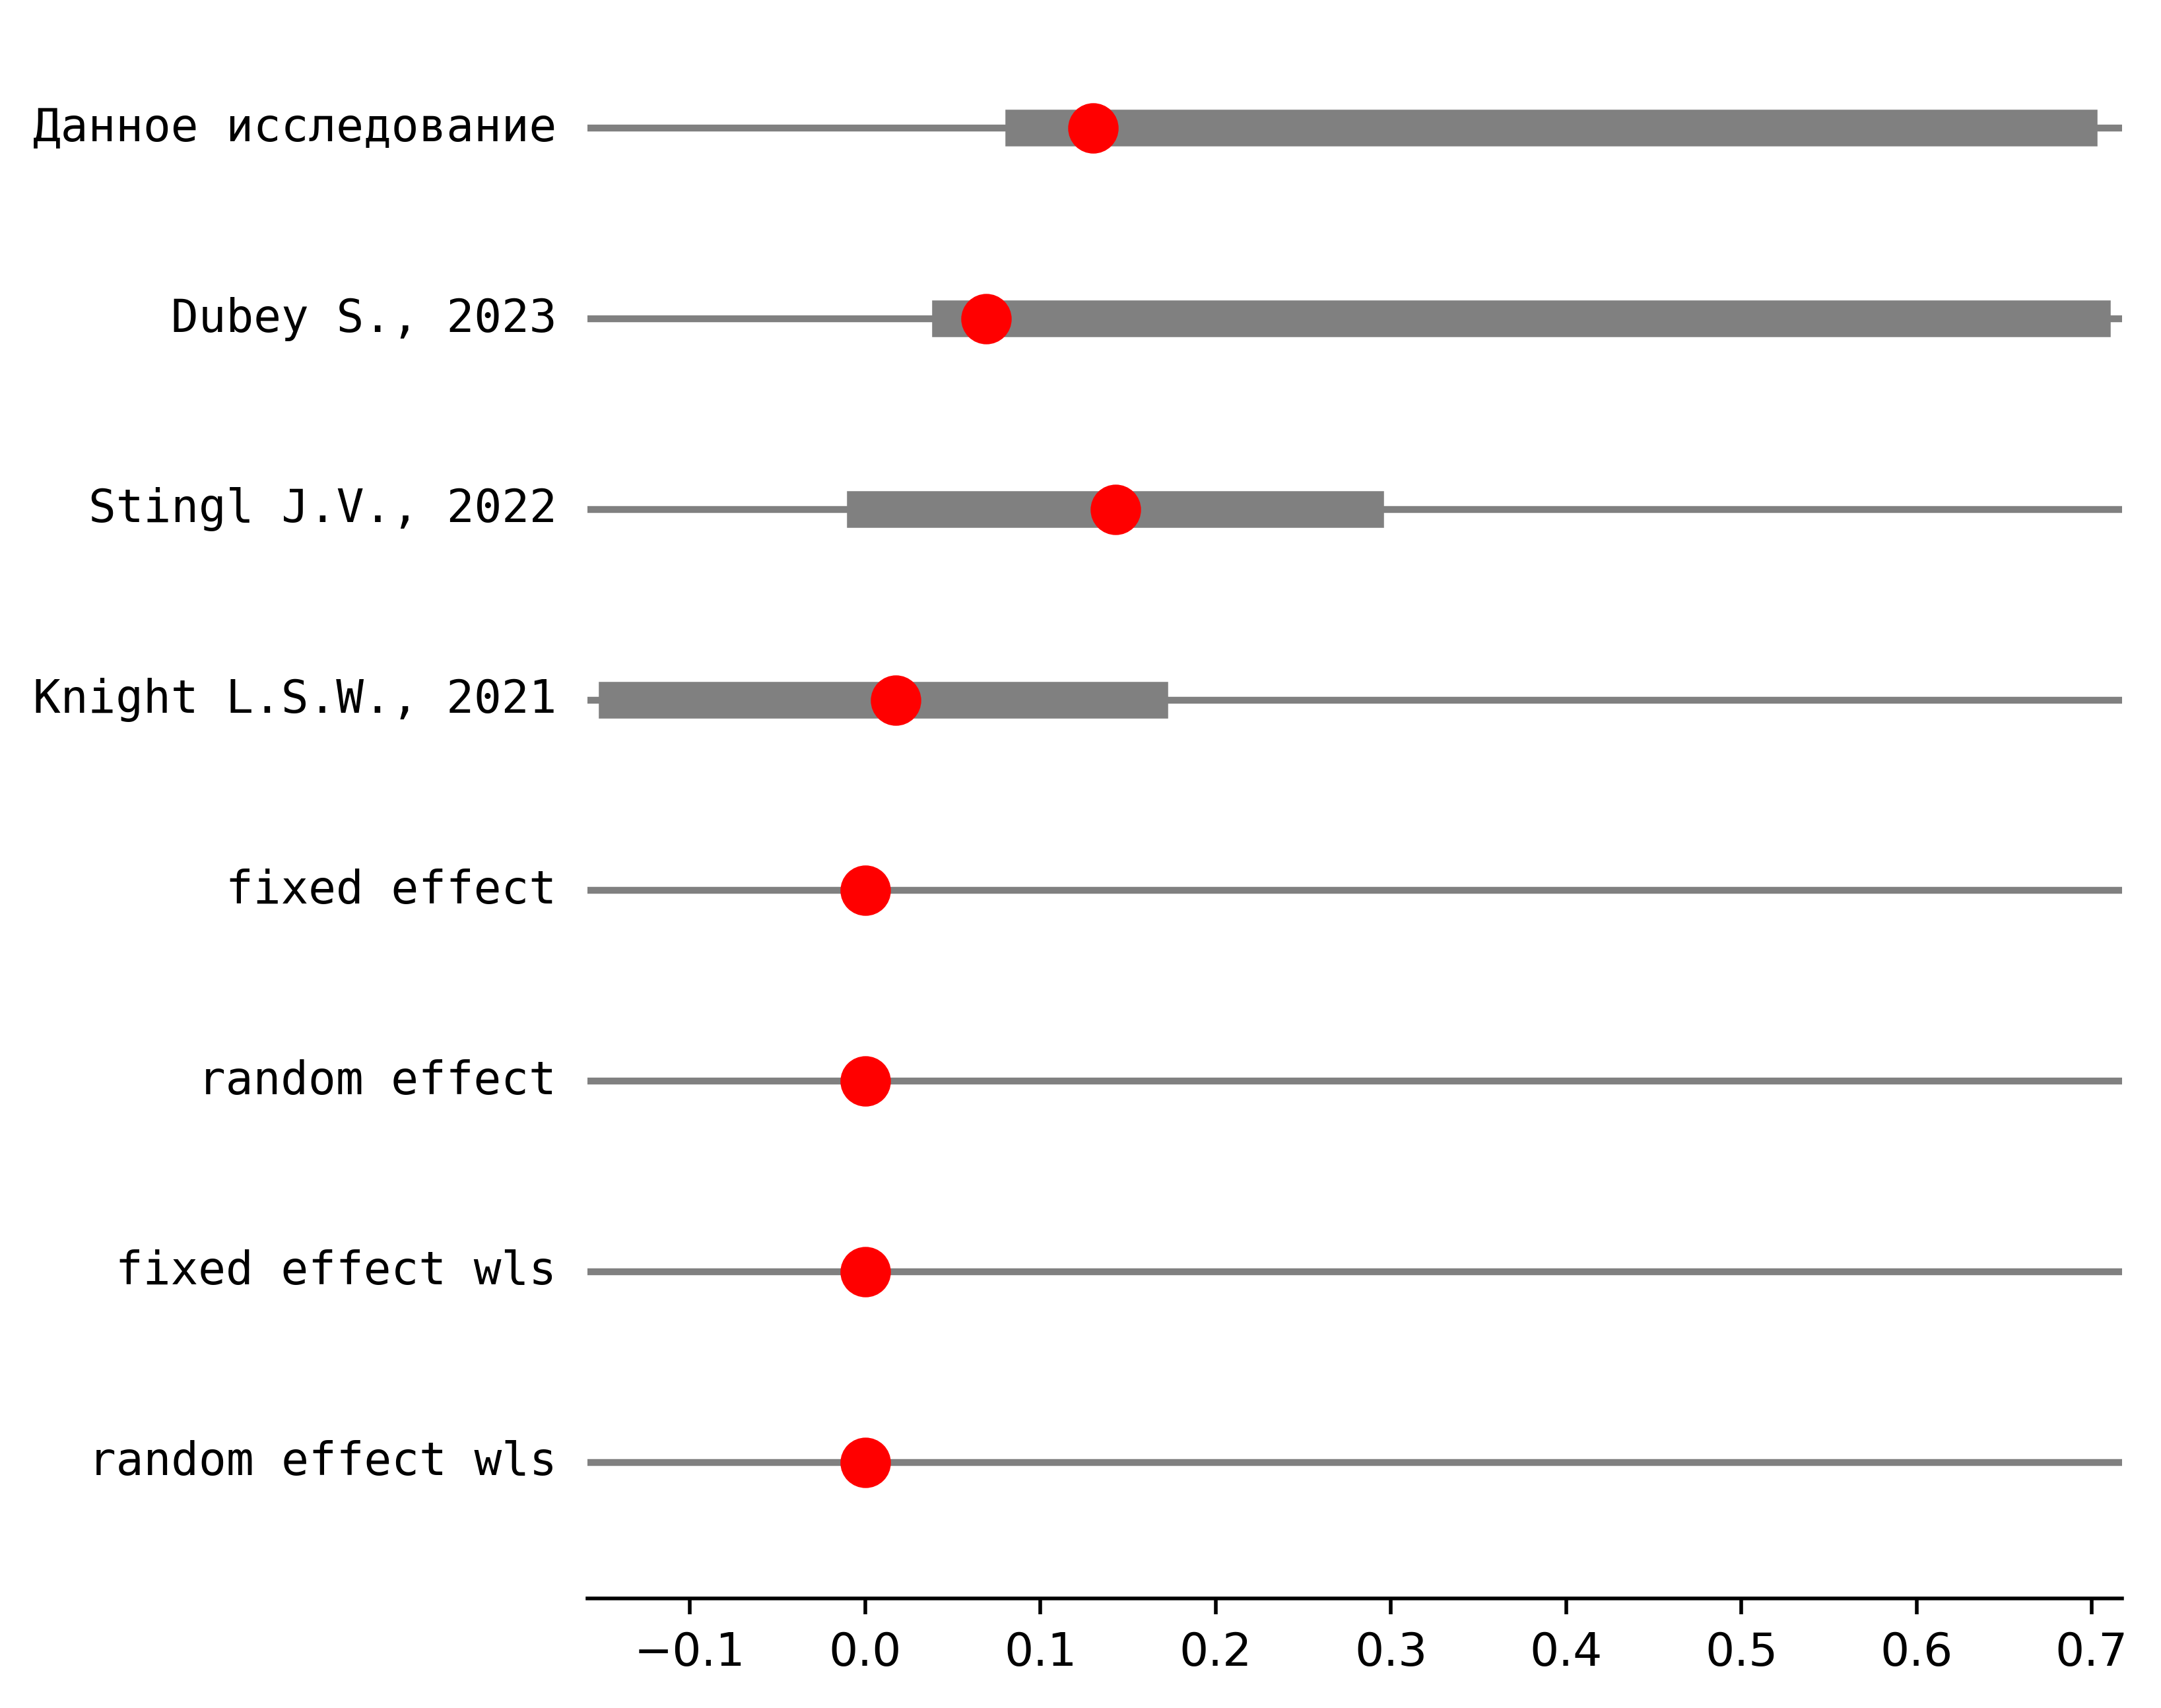 Данное исследование
Dubey S., 2023
Stingl J.V., 2022
Knight L.S.W., 2021
fixed effect
random effect
fixed effect wls
random effect wls
−0.1 0.0 0.1 0.2 0.3 0.4 0.5 0.6 0.7